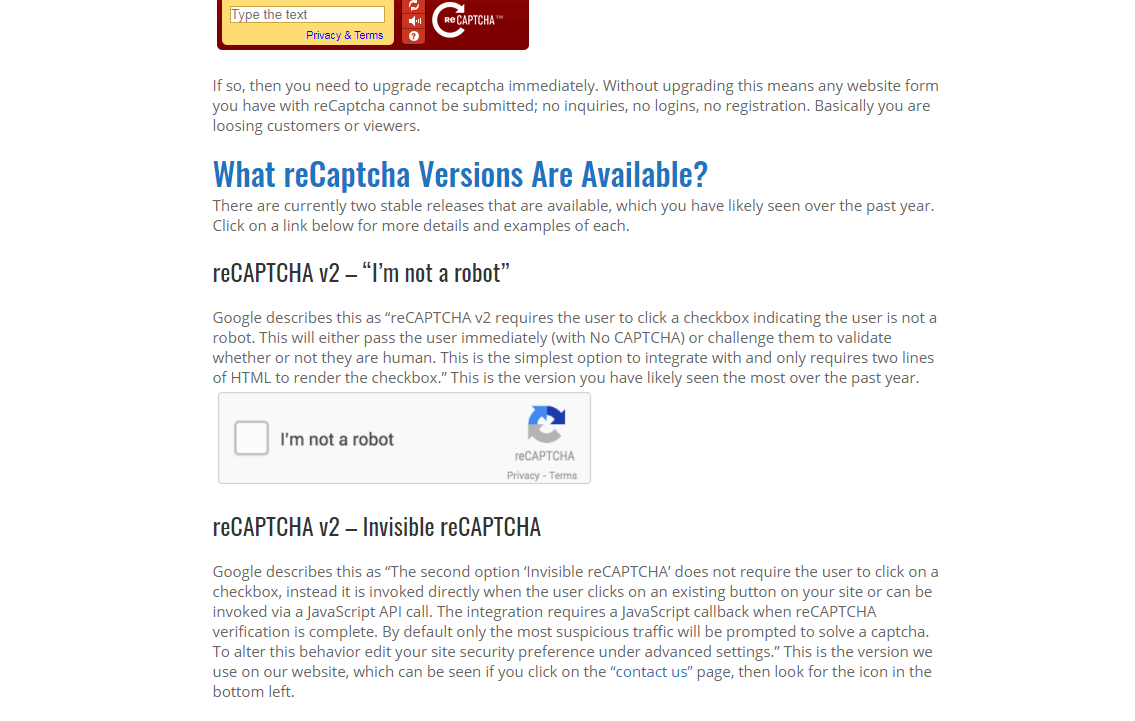 Type the text
Privacy & Terms
ReCAPTCHA™
If so, then you need to upgrade recaptcha immediately. Without upgrading this means any website form
you have with reCaptcha cannot be submitted; no inquiries, no logins, no registration. Basically you are
loosing customers or viewers.
What reCaptcha Versions Are Available?
There are currently two stable releases that are available, which you have likely seen over the past year.
Click on a link below for more details and examples of each.
reCAPTCHA v2 – “I’m not a robot”
Google describes this as “reCAPTCHA v2 requires the user to click a checkbox indicating the user is not a
robot. This will either pass the user immediately (with No CAPTCHA) or challenge them to validate
whether or not they are human. This is the simplest option to integrate with and only requires two lines
of HTML to render the checkbox.” This is the version you have likely seen the most over the past year.
I'm not a robot
reCAPTCHA
Privacy - Terms
reCAPTCHA v2 – Invisible reCAPTCHA
Google describes this as “The second option ‘Invisible reCAPTCHA’ does not require the user to click on a
checkbox, instead it is invoked directly when the user clicks on an existing button on your site or can be
invoked via a JavaScript API call. The integration requires a JavaScript callback when reCAPTCHA
verification is complete. By default only the most suspicious traffic will be prompted to solve a captcha.
To alter this behavior edit your site security preference under advanced settings.” This is the version we
use on our website, which can be seen if you click on the “contact us” page, then look for the icon in the
bottom left.